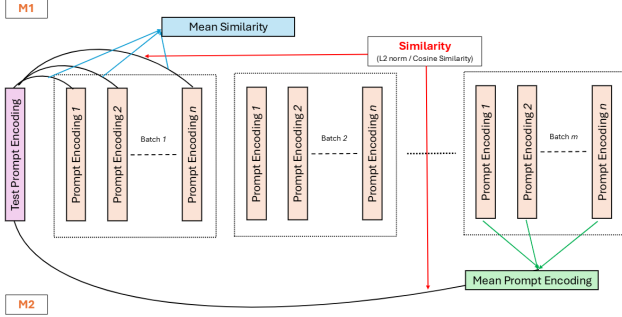 M1
Mean Similarity
Similarity
(L2 norm / Cosine Similarity)
Test Prompt Encoding
Prompt Encoding 1
Prompt Encoding 2
Batch 1
Prompt Encoding n
Prompt Encoding 1
Prompt Encoding 2
Batch 2
Prompt Encoding n
Prompt Encoding 1
Prompt Encoding 2
Batch m
Prompt Encoding n
Mean Prompt Encoding
M2